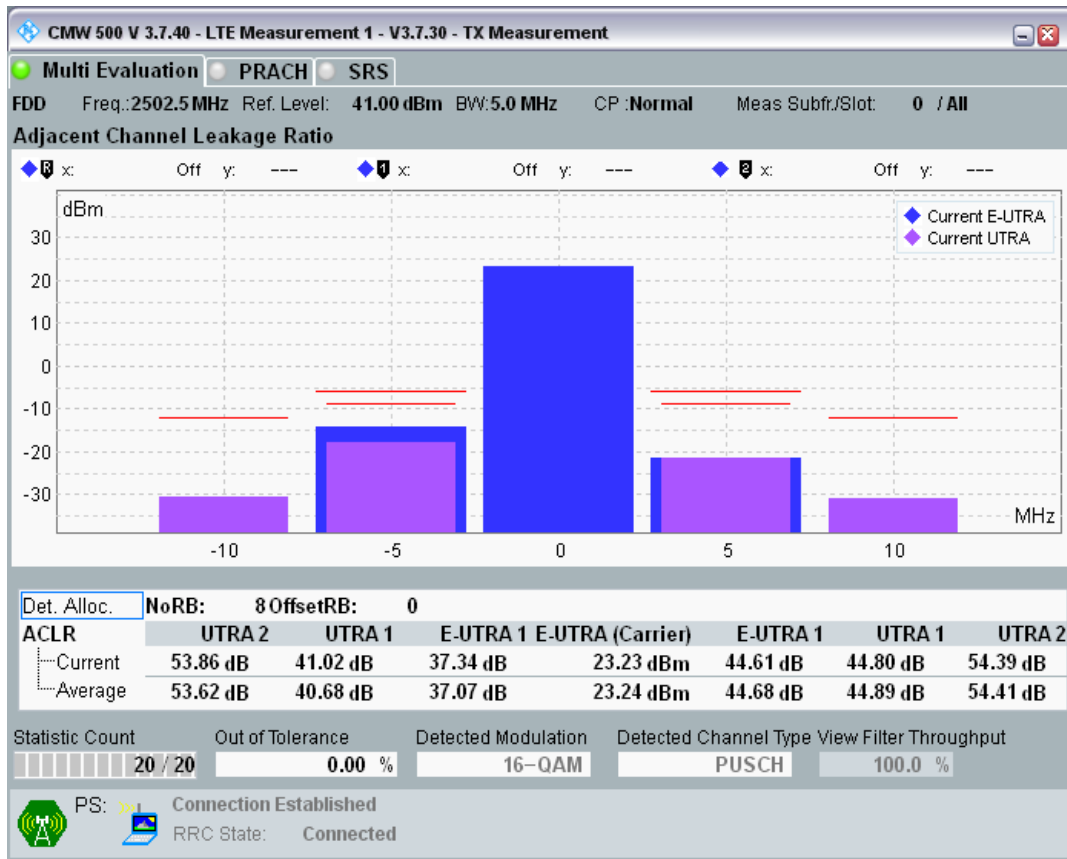 CMW 500 V 3.7.40 - LTE Measurement 1 - V3.7.30 - TX Measurement
Multi Evaluation PRACH SRS
FDD Freq.:2502.5 MHz Ref. Level: 41.00 dBm BW:5.0 MHz CP :Normal Meas Subfr./Slot: 0 / All
Adjacent Channel Leakage Ratio
R x: Off y: --- 1 x: Off y: --- 2 x: Off y: ---
dBm
Current E-UTRA
Current UTRA
30
20
10
0
-10
-20
-30
MHz
-10 -5 0 5 10
Det. Alloc. NoRB: 8 OffsetRB: 0
ACLR UTRA 2 UTRA 1 E-UTRA 1 E-UTRA (Carrier) E-UTRA 1 UTRA 1 UTRA 2
Current 53.86 dB 41.02 dB 37.34 dB 23.23 dBm 44.61 dB 44.80 dB 54.39 dB
Average 53.62 dB 40.68 dB 37.07 dB 23.24 dBm 44.68 dB 44.89 dB 54.41 dB
Statistic Count Out of Tolerance Detected Modulation Detected Channel Type View Filter Throughput
20 / 20 0.00 % 16-QAM PUSCH 100.0 %
PS: Connection Established
RRC State: Connected